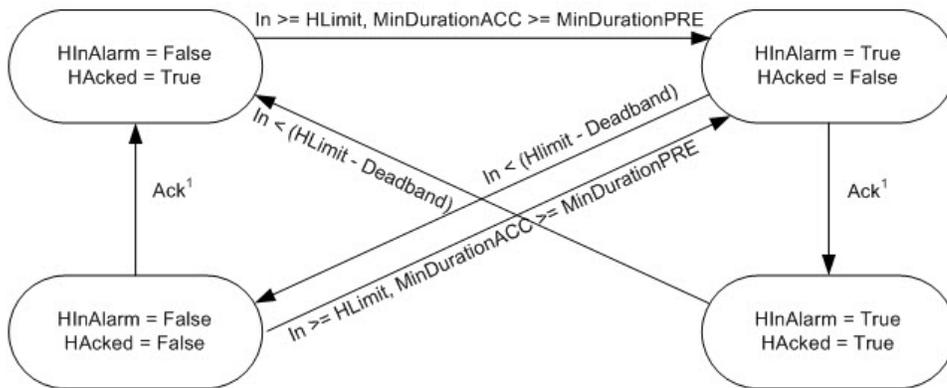 In >= HLimit, MinDurationACC >= MinDurationPRE
HInAlarm = False
HAcked = True
HInAlarm = True
HAcked = False
In < (HLimit - Deadband)
In < (Hlimit - Deadband)
In >= HLimit, MinDurationACC >= MinDurationPRE
Ack¹
Ack¹
HInAlarm = False
HAcked = False
HInAlarm = True
HAcked = True